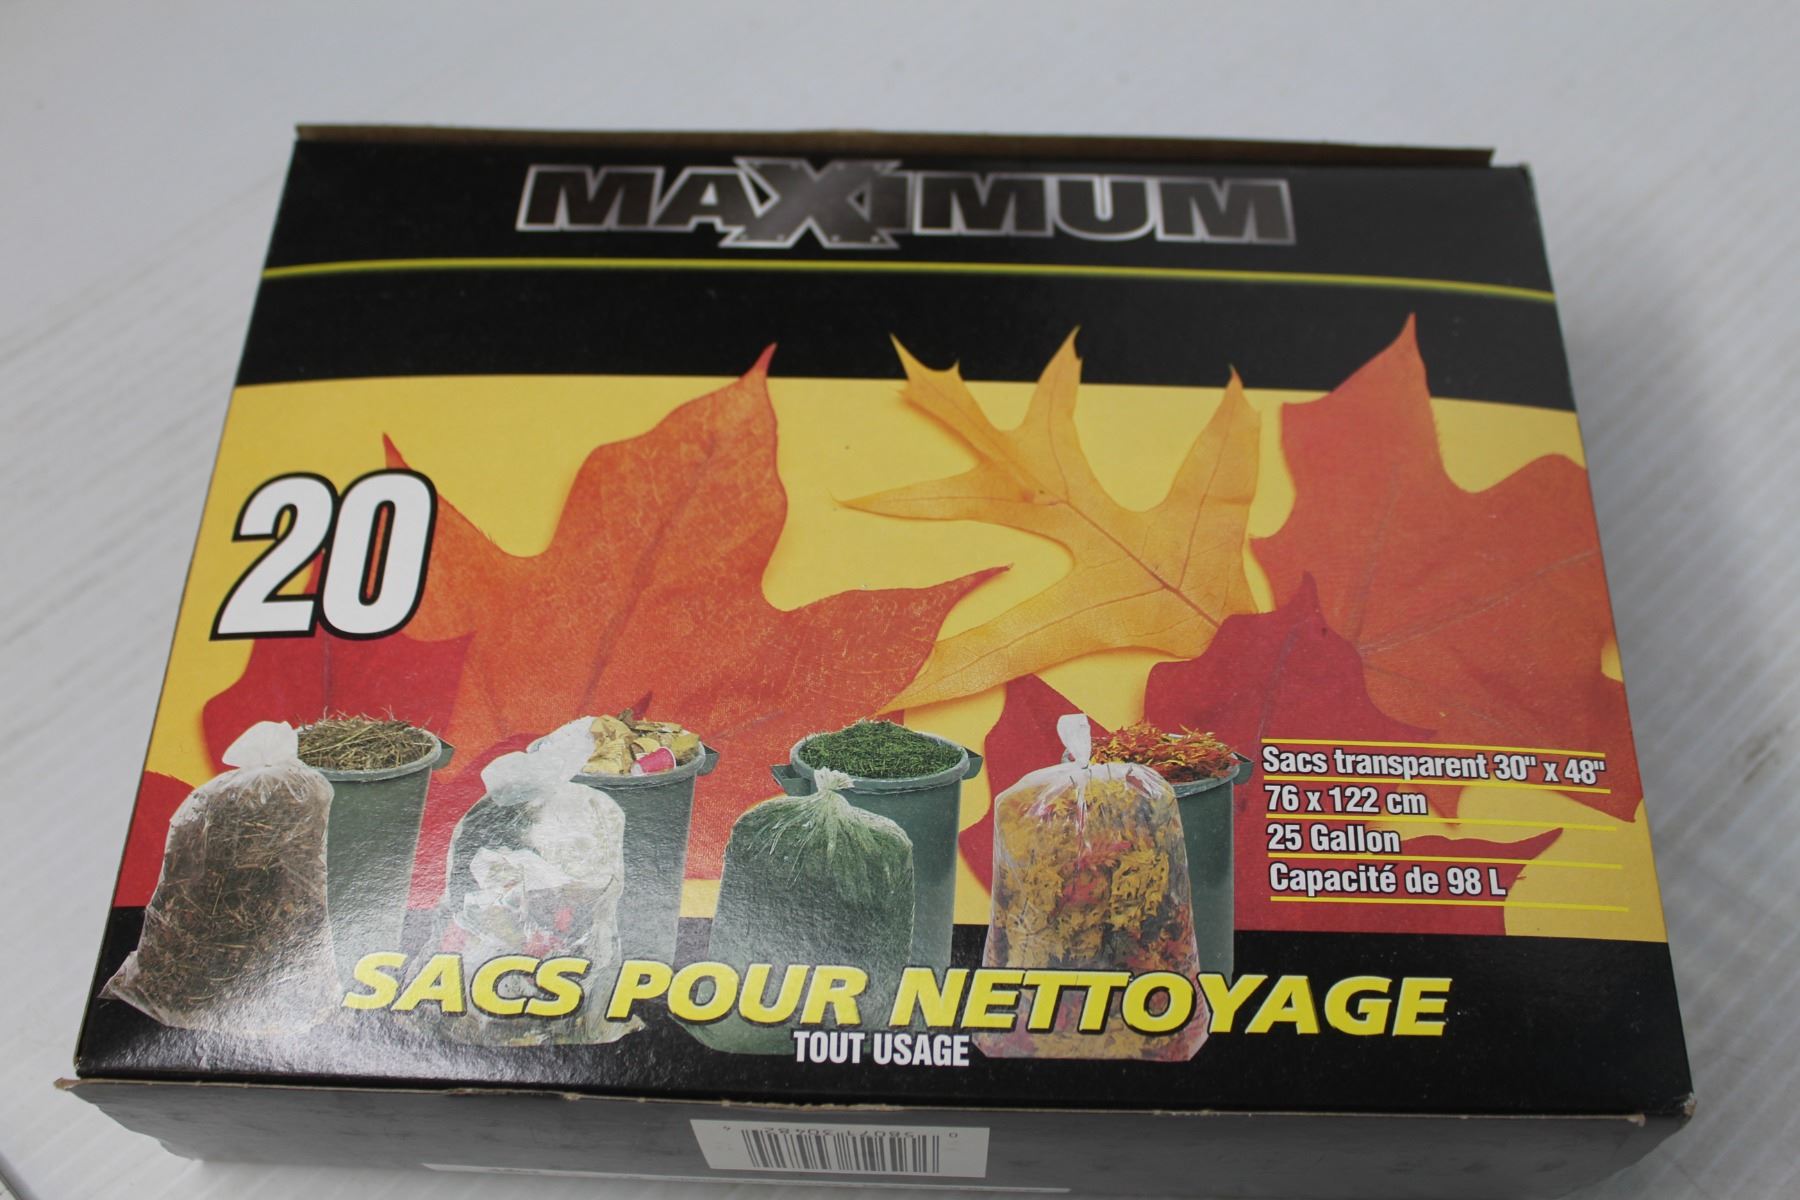 MAXIMUM
20
Sacs transparent 30" x 48"
76 x 122 cm
25 Gallon
Capacité de 98 L
SACS POUR NETTOYAGE
TOUT USAGE